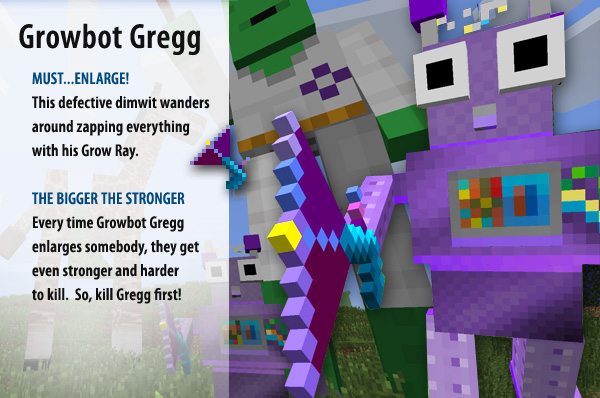 Growbot Gregg
MUST...ENLARGE!
This defective dimwit wanders
around zapping everything
with his Grow Ray.
THE BIGGER THE STRONGER
Every time Growbot Gregg
enlarges somebody, they get
even stronger and harder
to kill. So, kill Gregg first!